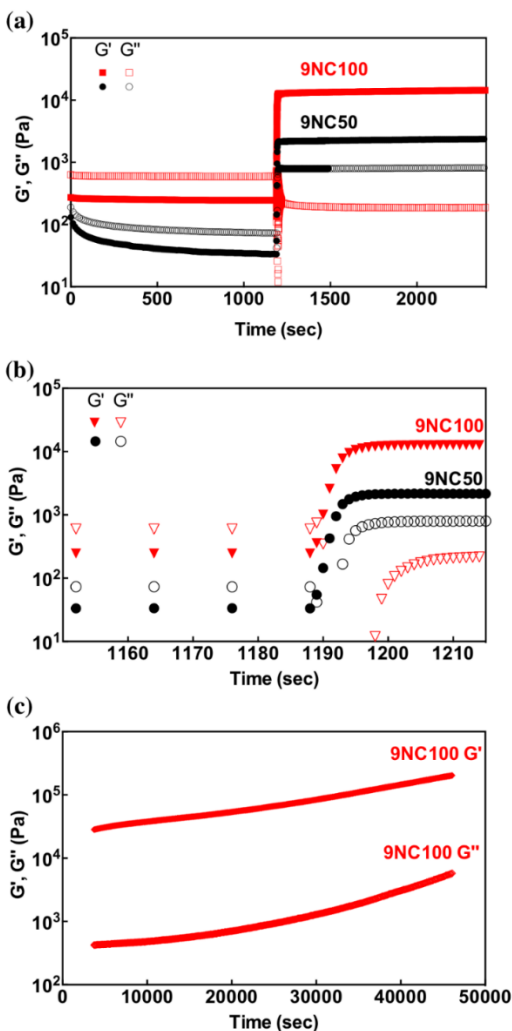 (a)
10^5
G' G"
9NC100
10^4
9NC50
10^3
10^2
10^1
G', G" (Pa)
0 500 1000 1500 2000
Time (sec)
(b)
10^5
G' G"
9NC100
10^4
9NC50
10^3
10^2
10^1
G', G" (Pa)
1160 1170 1180 1190 1200 1210
Time (sec)
(c)
10^6
9NC100 G'
10^5
10^4
9NC100 G"
10^3
10^2
G', G" (Pa)
0 10000 20000 30000 40000 50000
Time (sec)